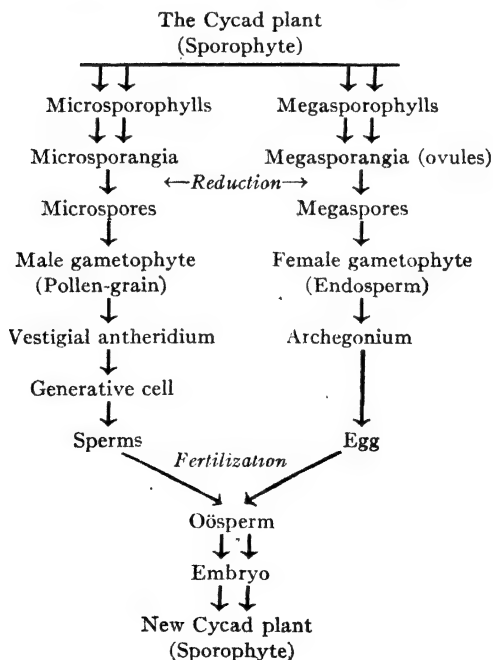 The Cycad plant
(Sporophyte)
Microsporophylls Megasporophylls
Microsporangia Megasporangia (ovules)
←Reduction→
Microspores Megaspores
Male gametophyte Female gametophyte
(Pollen-grain) (Endosperm)
Vestigial antheridium Archegonium
Generative cell
Sperms Egg
Fertilization
Oösperm
Embryo
New Cycad plant
(Sporophyte)